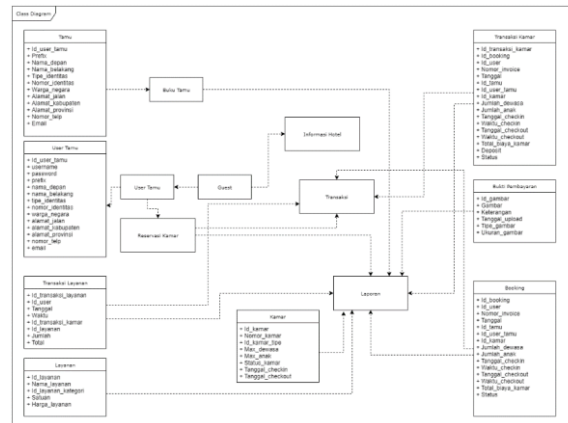 Class Diagram
Tamu
+ Id_user_tamu
+ Prefix
+ Nama_depan
+ Nama_belakang
+ Tipe_identitas
+ Nomor_identitas
+ Warga_negara
+ Alamat_jalan
+ Alamat_kabupaten
+ Alamat_provinsi
+ Nomor_telp
+ Email
User Tamu
+ Id_user_tamu
+ username
+ password
+ prefix
+ nama_depan
+ nama_belakang
+ tipe_identitas
+ nomor_identitas
+ warga_negara
+ alamat_jalan
+ alamat_kabupaten
+ alamat_provinsi
+ nomor_telp
+ email
Transaksi Layanan
+ Id_transaksi_layanan
+ Id_user
+ Tanggal
+ Waktu
+ Id_transaksi_kamar
+ Id_layanan
+ Jumlah
+ Total
Layanan
+ Id_layanan
+ Nama_layanan
+ Id_layanan_kategori
+ Satuan
+ Harga_layanan
Buku Tamu
Informasi Hotel
User Tamu
Guest
Transaksi
Reservasi Kamar
Laporan
Kamar
+ Id_kamar
+ Nomor_kamar
+ Id_kamar_tipe
+ Max_dewasa
+ Max_anak
+ Status_kamar
+ Tanggal_checkin
+ Tanggal_checkout
Transaksi Kamar
+ Id_transaksi_kamar
+ Id_booking
+ Id_user
+ Nomor_invoice
+ Tanggal
+ Id_tamu
+ Id_user_tamu
+ Id_kamar
+ Jumlah_dewasa
+ Jumlah_anak
+ Tanggal_checkin
+ Waktu_checkin
+ Tanggal_checkout
+ Waktu_checkout
+ Total_biaya_kamar
+ Deposit
+ Status
Bukti Pembayaran
+ Id_gambar
+ Gambar
+ Keterangan
+ Tanggal_upload
+ Tipe_gambar
+ Ukuran_gambar
Booking
+ Id_booking
+ Id_user
+ Nomor_invoice
+ Tanggal
+ Id_tamu
+ Id_user_tamu
+ Id_kamar
+ Jumlah_dewasa
+ Jumlah_anak
+ Tanggal_checkin
+ Waktu_checkin
+ Tanggal_checkout
+ Waktu_checkout
+ Total_biaya_kamar
+ Status